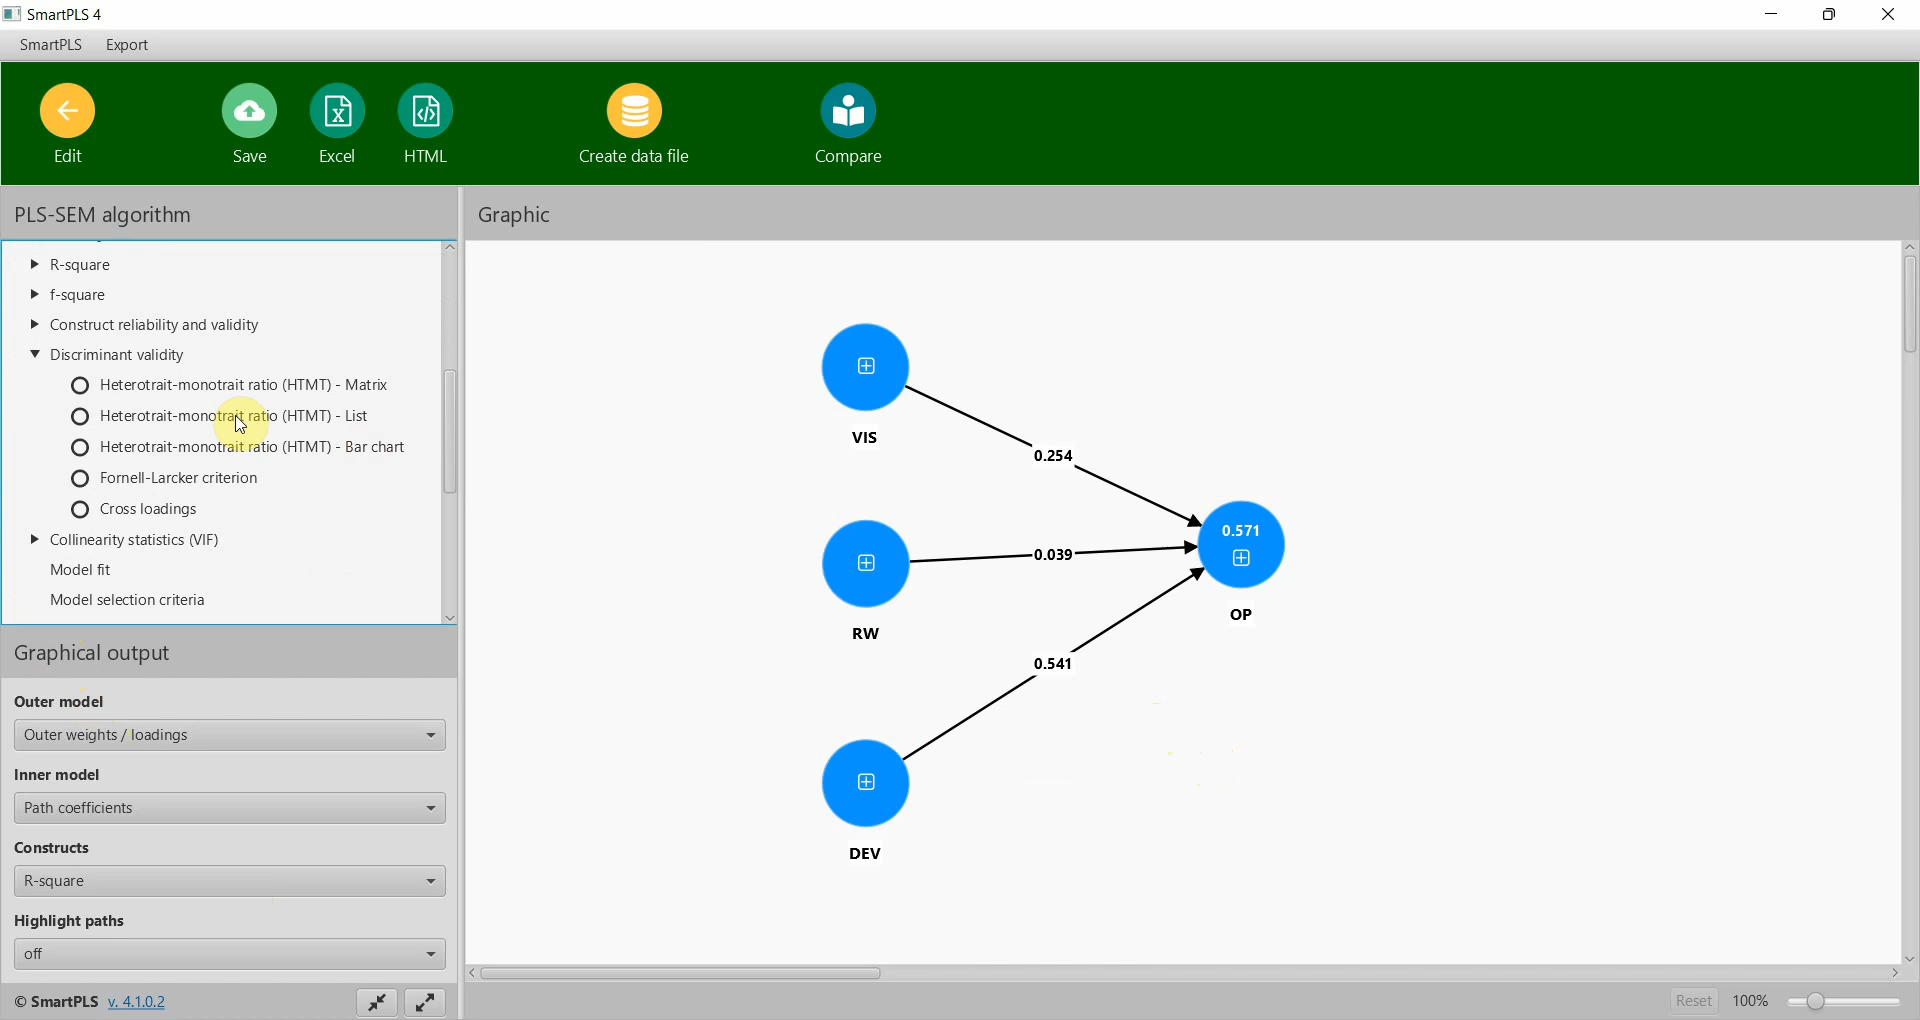 SmartPLS 4
SmartPLS Export
Edit Save Excel HTML Create data file Compare
PLS-SEM algorithm
R-square
f-square
Construct reliability and validity
Discriminant validity
Heterotrait-monotrait ratio (HTMT) - Matrix
Heterotrait-monotrait ratio (HTMT) - List
Heterotrait-monotrait ratio (HTMT) - Bar chart
Fornell-Larcker criterion
Cross loadings
Collinearity statistics (VIF)
Model fit
Model selection criteria
Graphical output
Outer model
Outer weights / loadings
Inner model
Path coefficients
Constructs
R-square
Highlight paths
off
© SmartPLS v. 4.1.0.2
Graphic
VIS
0.254
0.571
0.039
OP
RW
0.541
DEV
Reset 100%